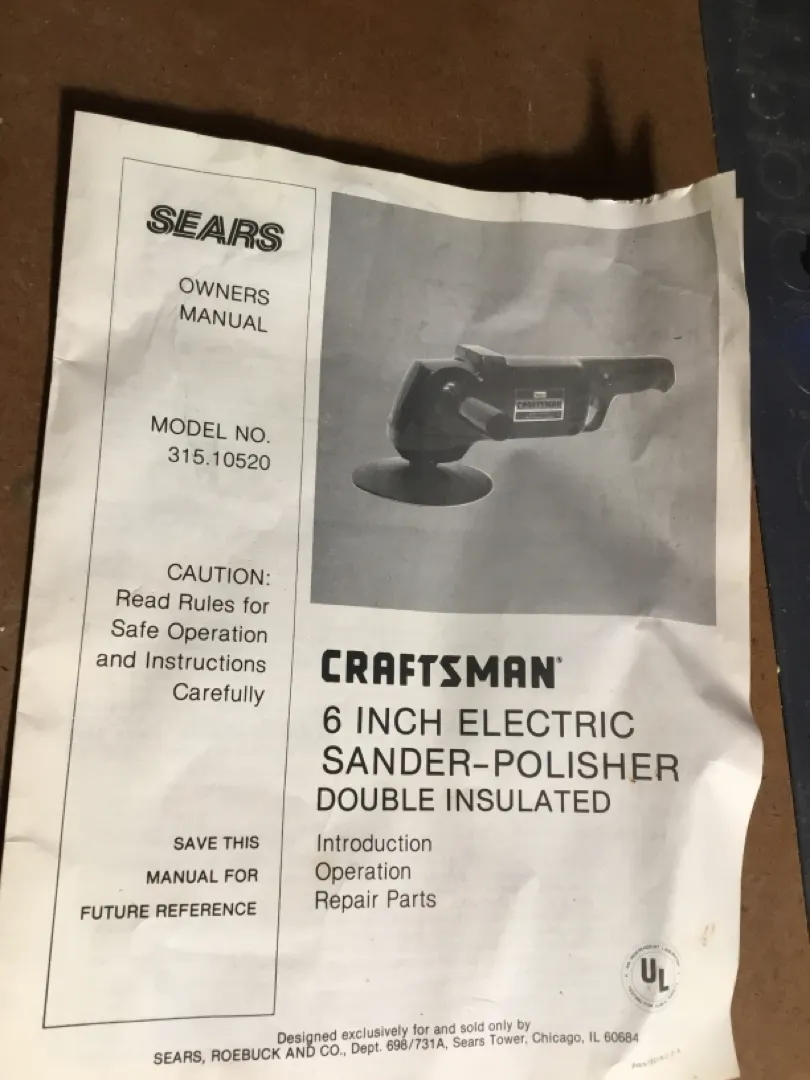 SEARS
OWNERS
MANUAL
MODEL NO.
315.10520
CAUTION:
Read Rules for
Safe Operation
and Instructions
Carefully
SAVE THIS
MANUAL FOR
FUTURE REFERENCE
CRAFTSMAN
CRAFTSMAN®
6 INCH ELECTRIC
SANDER-POLISHER
DOUBLE INSULATED
Introduction
Operation
Repair Parts
UL
Designed exclusively for and sold only by
SEARS, ROEBUCK AND CO., Dept. 698/731A, Sears Tower, Chicago, IL 60684